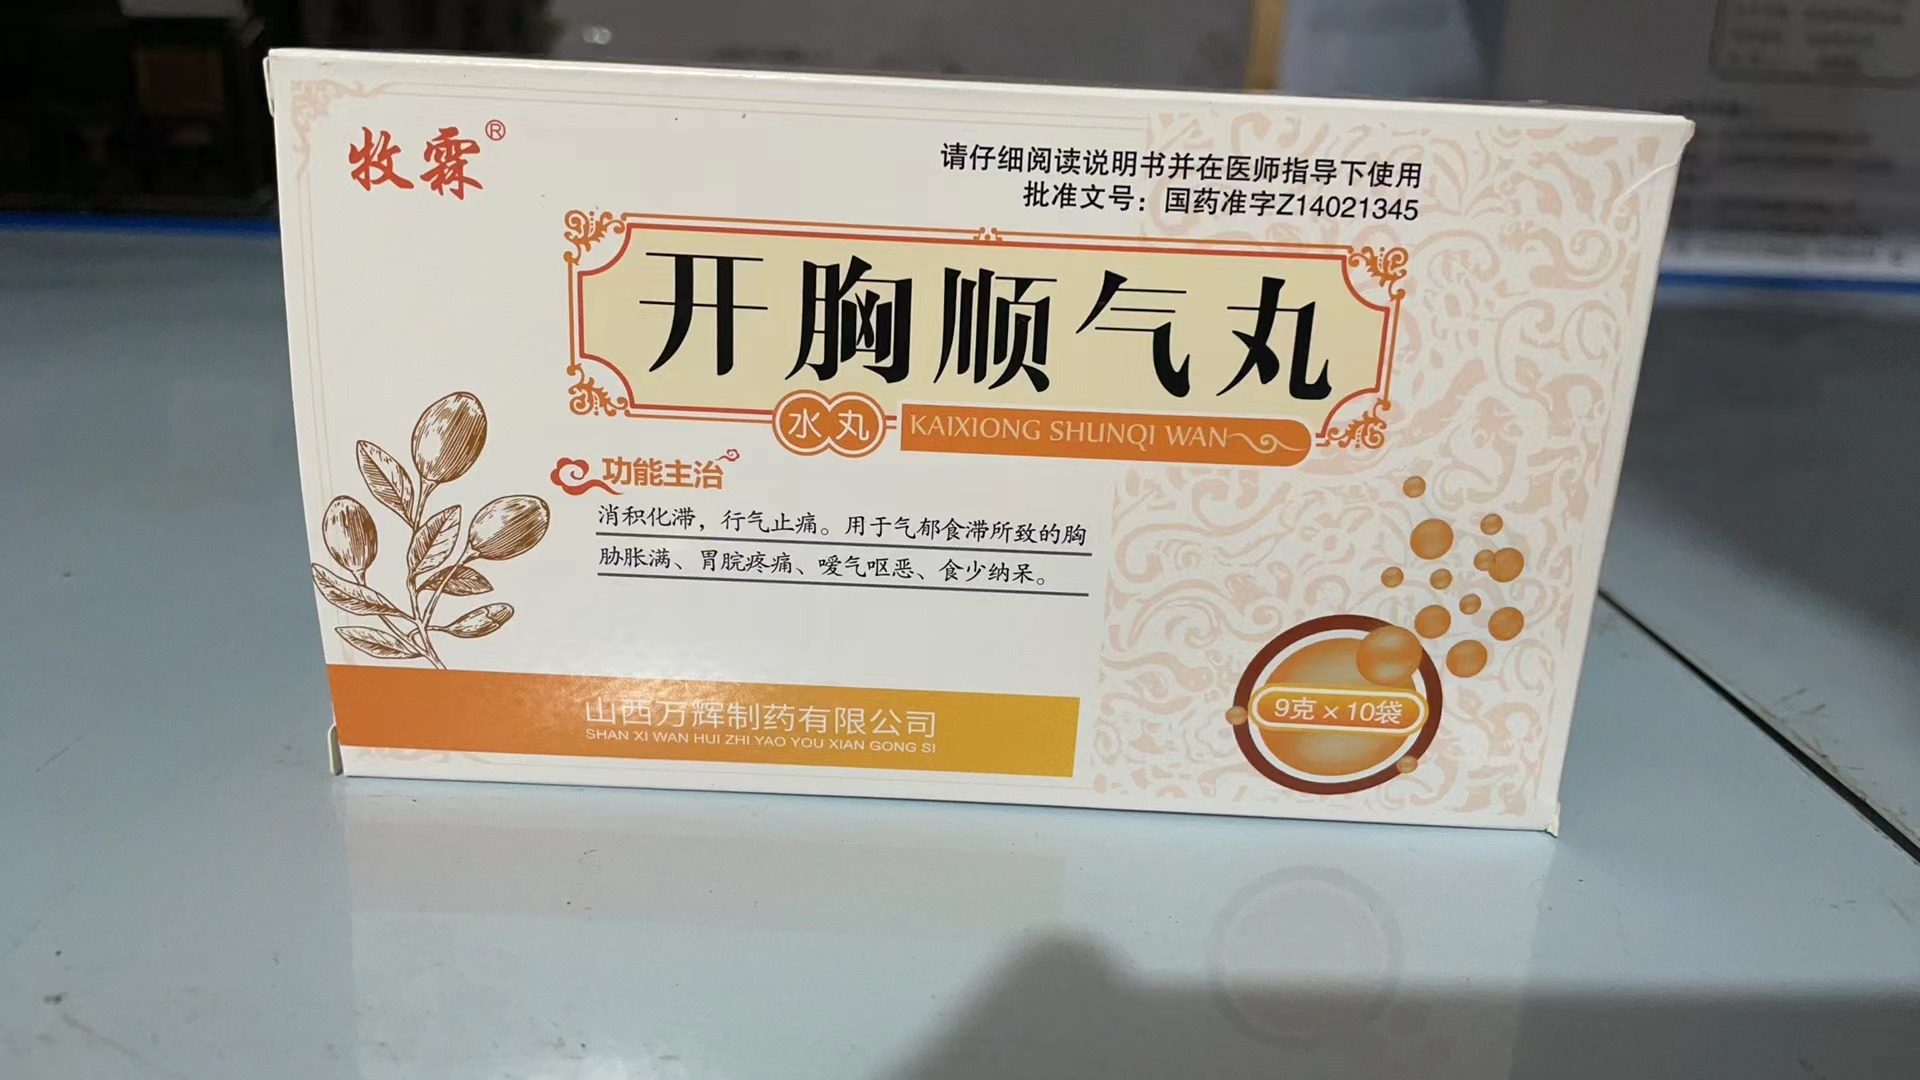 牧霖®
请仔细阅读说明书并在医师指导下使用
批准文号：国药准字Z14021345
开胸顺气丸
水丸
KAIXIONG SHUNQI WAN
功能主治
消积化滞，行气止痛。用于气郁食滞所致的胸
胁胀满、胃脘疼痛、嗳气呕恶、食少纳呆。
山西万辉制药有限公司
SHAN XI WAN HUI ZHI YAO YOU XIAN GONG SI
9克×10袋